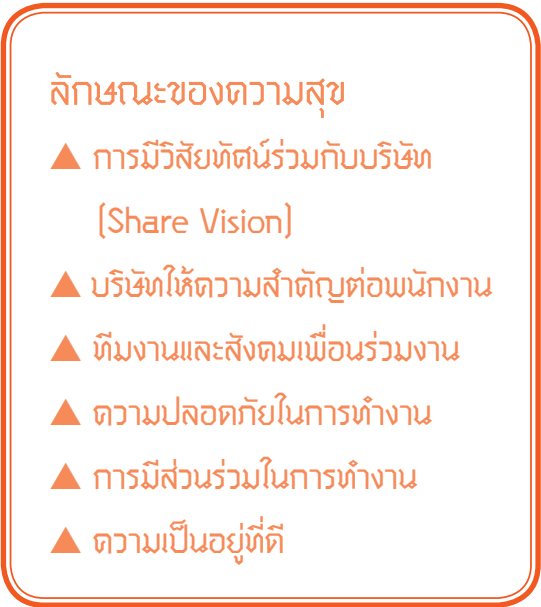 ลักษณะของความสุข
▲ การมีวิสัยทัศน์ร่วมกับบริษัท
(Share Vision)
▲ บริษัทให้ความสำคัญต่อพนักงาน
▲ ทีมงานและสังคมเพื่อนร่วมงาน
▲ ความปลอดภัยในการทำงาน
▲ การมีส่วนร่วมในการทำงาน
▲ ความเป็นอยู่ที่ดี